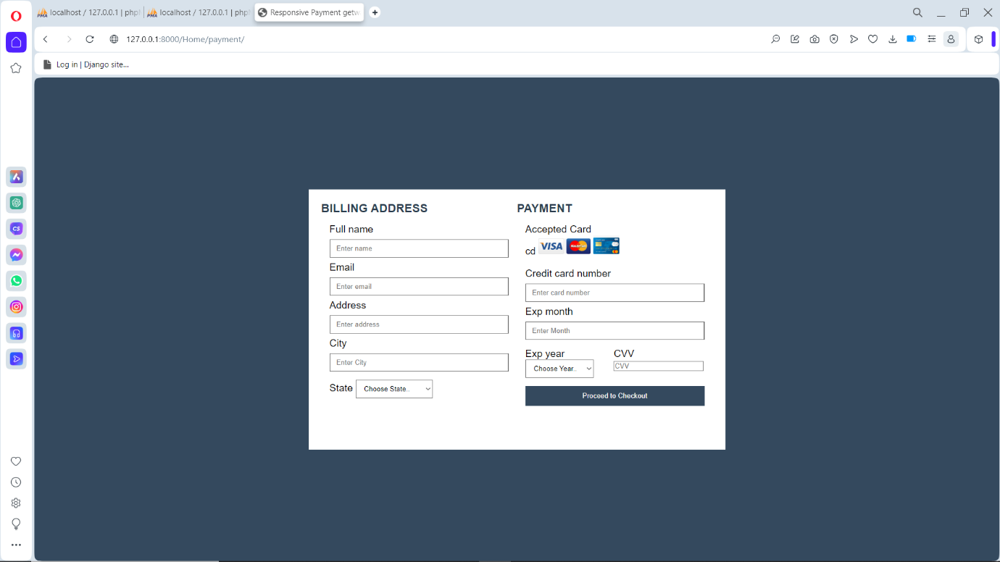 localhost / 127.0.0.1 | php
localhost / 127.0.0.1 | php
Responsive Payment getw
127.0.0.1:8000/Home/payment/
Log in | Django site...
BILLING ADDRESS
Full name
Enter name
Email
Enter email
Address
Enter address
City
Enter City
State
Choose State..
PAYMENT
Accepted Card
cd
VISA
Credit card number
Enter card number
Exp month
Enter Month
Exp year
CVV
Choose Year..
CVV
Proceed to Checkout
CS